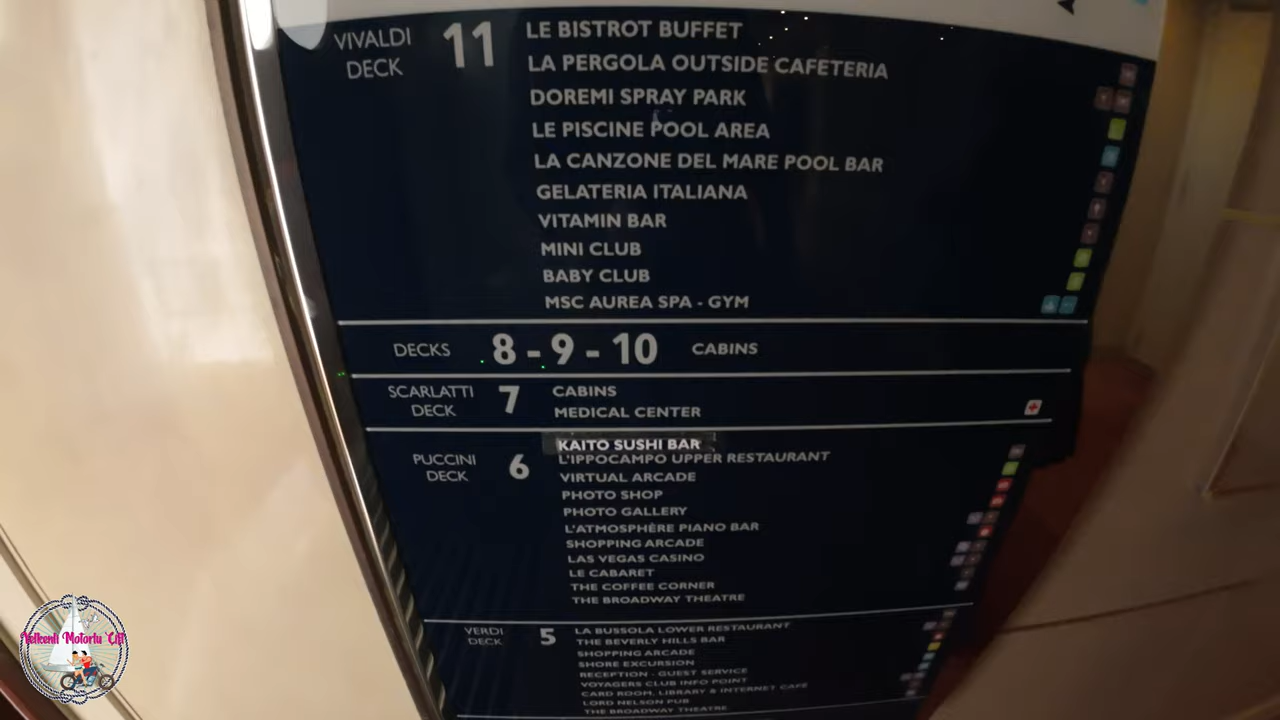 VIVALDI DECK 11
LE BISTROT BUFFET
LA PERGOLA OUTSIDE CAFETERIA
DOREMI SPRAY PARK
LE PISCINE POOL AREA
LA CANZONE DEL MARE POOL BAR
GELATERIA ITALIANA
VITAMIN BAR
MINI CLUB
BABY CLUB
MSC AUREA SPA - GYM
DECKS 8 - 9 - 10 CABINS
SCARLATTI DECK 7
CABINS
MEDICAL CENTER
PUCCINI DECK 6
KAITO SUSHI BAR
L'IPPOCAMPO UPPER RESTAURANT
VIRTUAL ARCADE
PHOTO SHOP
PHOTO GALLERY
L'ATMOSPHÈRE PIANO BAR
SHOPPING ARCADE
LAS VEGAS CASINO
LE CABARET
THE COFFEE CORNER
THE BROADWAY THEATRE
VERDI DECK 5
LA BUSSOLA LOWER RESTAURANT
THE BEVERLY HILLS BAR
SHOPPING ARCADE
SHORE EXCURSION
RECEPTION - GUEST SERVICE
VOYAGERS CLUB INFO POINT
CARD ROOM, LIBRARY & INTERNET CAFE
LORD NELSON PUB
THE BROADWAY THEATRE
Yelkenli Motorlu Çift